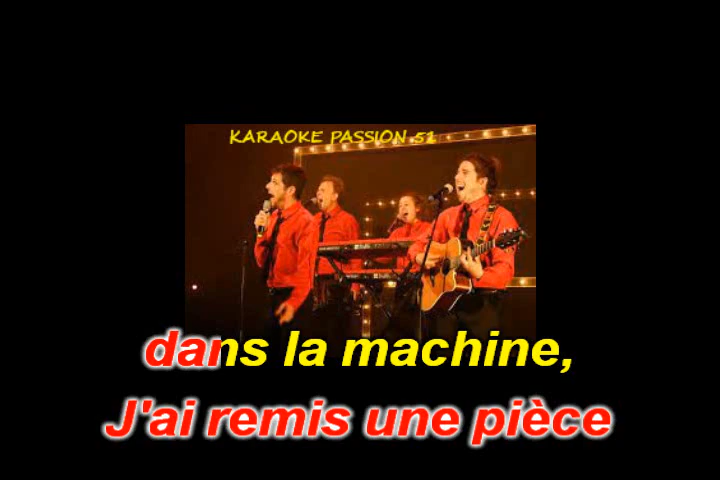 KARAOKE PASSION 51
dans la machine,
J'ai remis une pièce